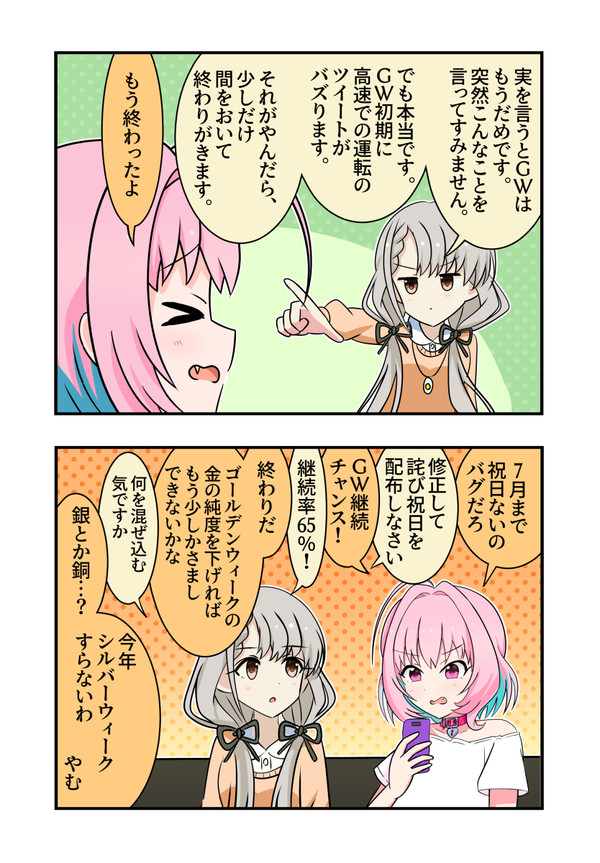 実を言うとGWは
もうだめです。
突然こんなことを
言ってすみません。
でも本当です。
GW初期に
高速での運転の
ツイートが
バズります。
それがやんだら、
少しだけ
間をおいて
終わりがきます。
もう終わったよ
7月まで
祝日ないの
バグだろ
修正して
詫び祝日を
配布しなさい
GW継続
チャンス!
継続率65%!
終わりだ
ゴールデンウィークの
金の純度を下げれば
もう少しかさまし
できないかな
何を混ぜ込む
気ですか
銀とか銅…?
今年
シルバーウィーク
すらないわ
やむ